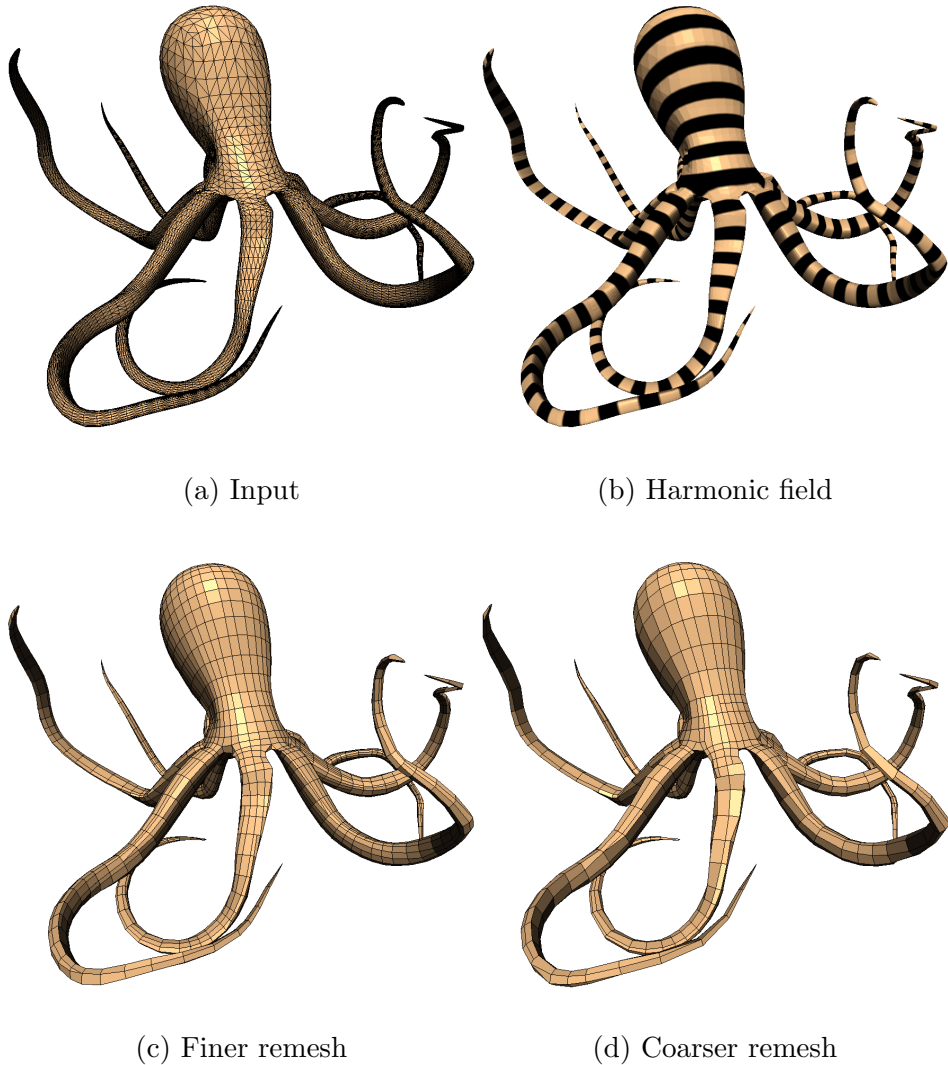 (a) Input
(b) Harmonic field
(c) Finer remesh
(d) Coarser remesh